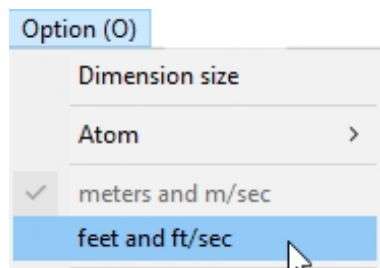 Option (O)
Dimension size
Atom
meters and m/sec
feet and ft/sec